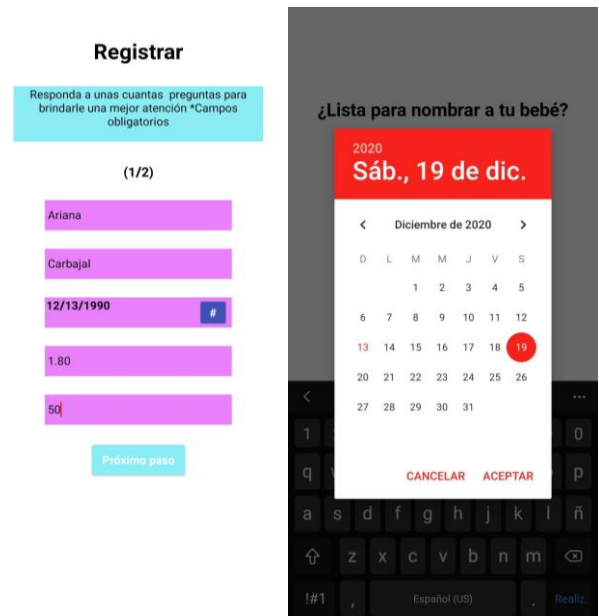 Registrar
Responda a unas cuantas preguntas para
brindarle una mejor atención *Campos
obligatorios
(1/2)
Ariana
Carbajal
12/13/1990
#
1.80
50
Próximo paso
¿Lista para nombrar a tu bebé?
2020
Sáb., 19 de dic.
Diciembre de 2020
D L M M J V S
1 2 3 4 5
6 7 8 9 10 11 12
13 14 15 16 17 18 19
20 21 22 23 24 25 26
27 28 29 30 31
CANCELAR ACEPTAR
1 0
q p
a s d f g h j k l ñ
z x c v b n m
!#1 , Español (US) . Realiz.